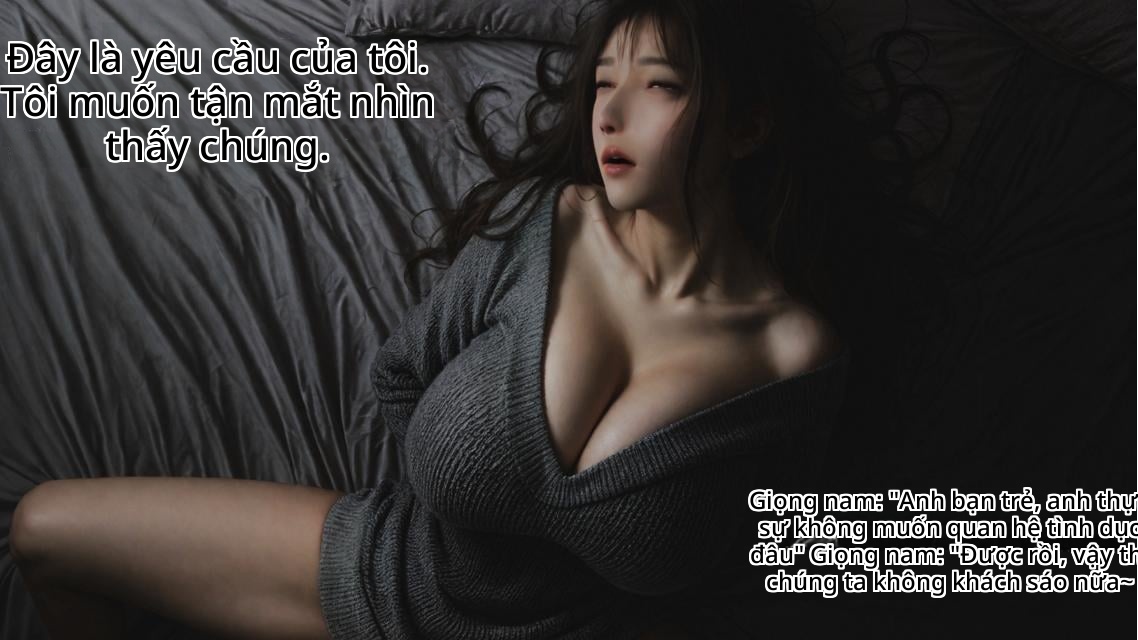 Đây là yêu cầu của tôi.
Tôi muốn tận mắt nhìn
thấy chúng.
Giọng nam: "Anh bạn trẻ, anh
sự không muốn quan hệ tình
đâu" Giọng nam: "Được rồi, vậy
chúng ta không khách sáo nữa~